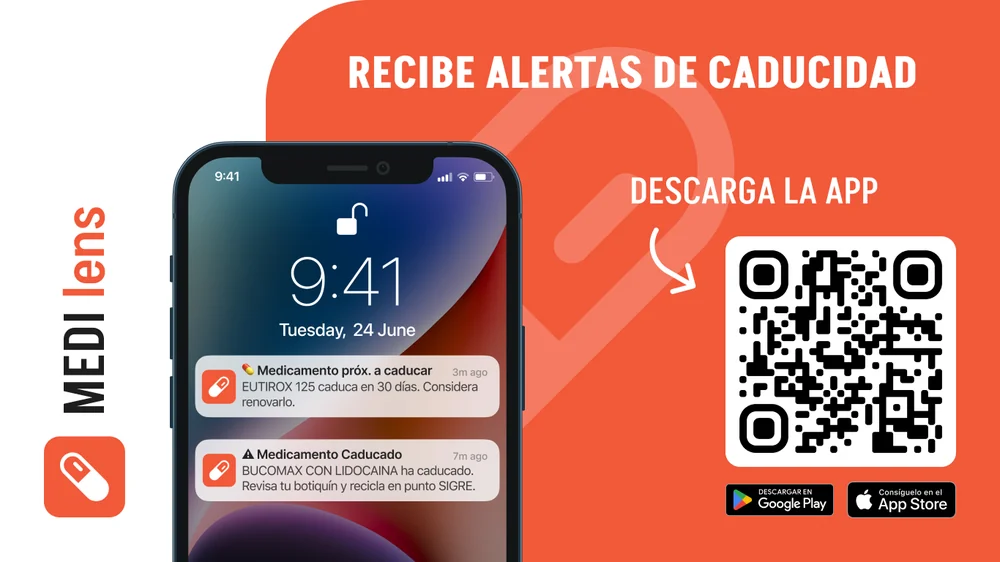 RECIBE ALERTAS DE CADUCIDAD
DESCARGA LA APP
MEDI lens
9:41
9:41
Tuesday, 24 June
💊 Medicamento próx. a caducar 3m ago
EUTIROX 125 caduca en 30 días. Considera
renovarlo.
⚠ Medicamento Caducado 7m ago
BUCOMAX CON LIDOCAINA ha caducado.
Revisa tu botiquín y recicla en punto SIGRE.
DESCARGAR EN
Google Play
Consíguelo en el
App Store